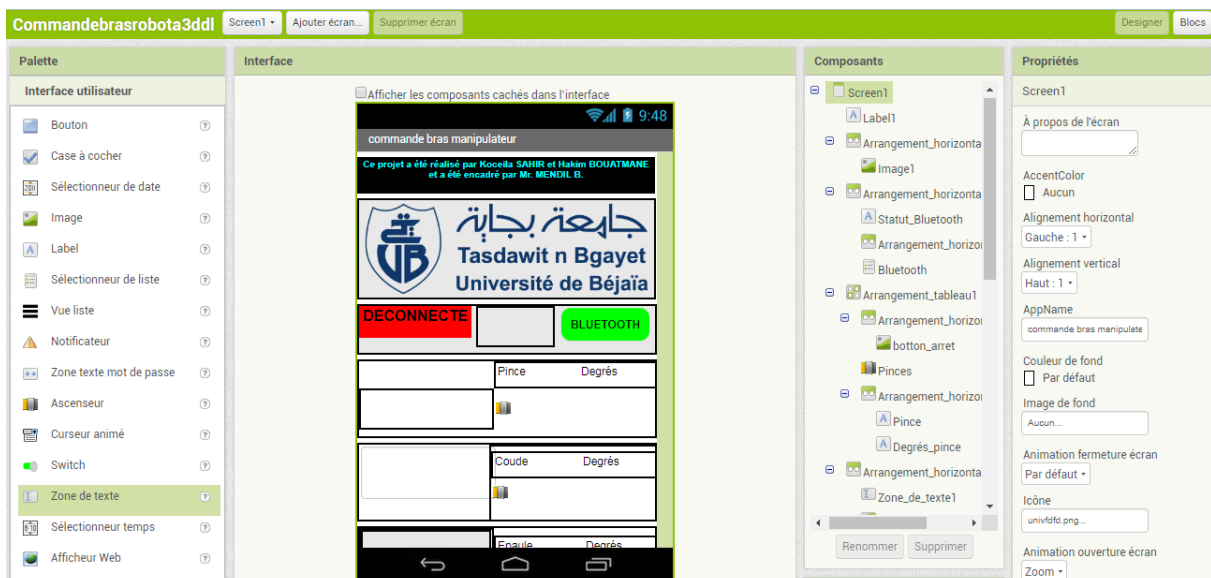 Commandebrasrobota3ddl
Screen1
Ajouter écran...
Supprimer écran
Designer
Blocs
Palette
Interface utilisateur
Bouton
Case à cocher
Sélectionneur de date
Image
Label
Sélectionneur de liste
Vue liste
Notificateur
Zone texte mot de passe
Ascenseur
Curseur animé
Switch
Zone de texte
Sélectionneur temps
Afficheur Web
Interface
Afficher les composants cachés dans l'interface
9:48
commande bras manipulateur
Ce projet a été réalisé par Koceila SAHIR et Hakim BOUATMANE
et a été encadré par Mr. MENDIL B.
جامعة بجاية
Tasdawit n Bgayet
Université de Béjaïa
UB
DECONNECTE
BLUETOOTH
Pince Degrés
Coude Degrés
Epaule Degrés
Composants
Screen1
Label1
Arrangement_horizonta
Image1
Arrangement_horizonta
Statut_Bluetooth
Arrangement_horizo
Bluetooth
Arrangement_tableau1
Arrangement_horizo
botton_arret
Pinces
Arrangement_horizo
Pince
Degrés_pince
Arrangement_horizonta
Zone_de_texte1
Renommer
Supprimer
Propriétés
Screen1
À propos de l'écran
AccentColor
Aucun
Alignement horizontal
Gauche : 1
Alignement vertical
Haut : 1
AppName
commande bras manipulate
Couleur de fond
Par défaut
Image de fond
Aucun...
Animation fermeture écran
Par défaut
Icône
univfdfd.png...
Animation ouverture écran
Zoom